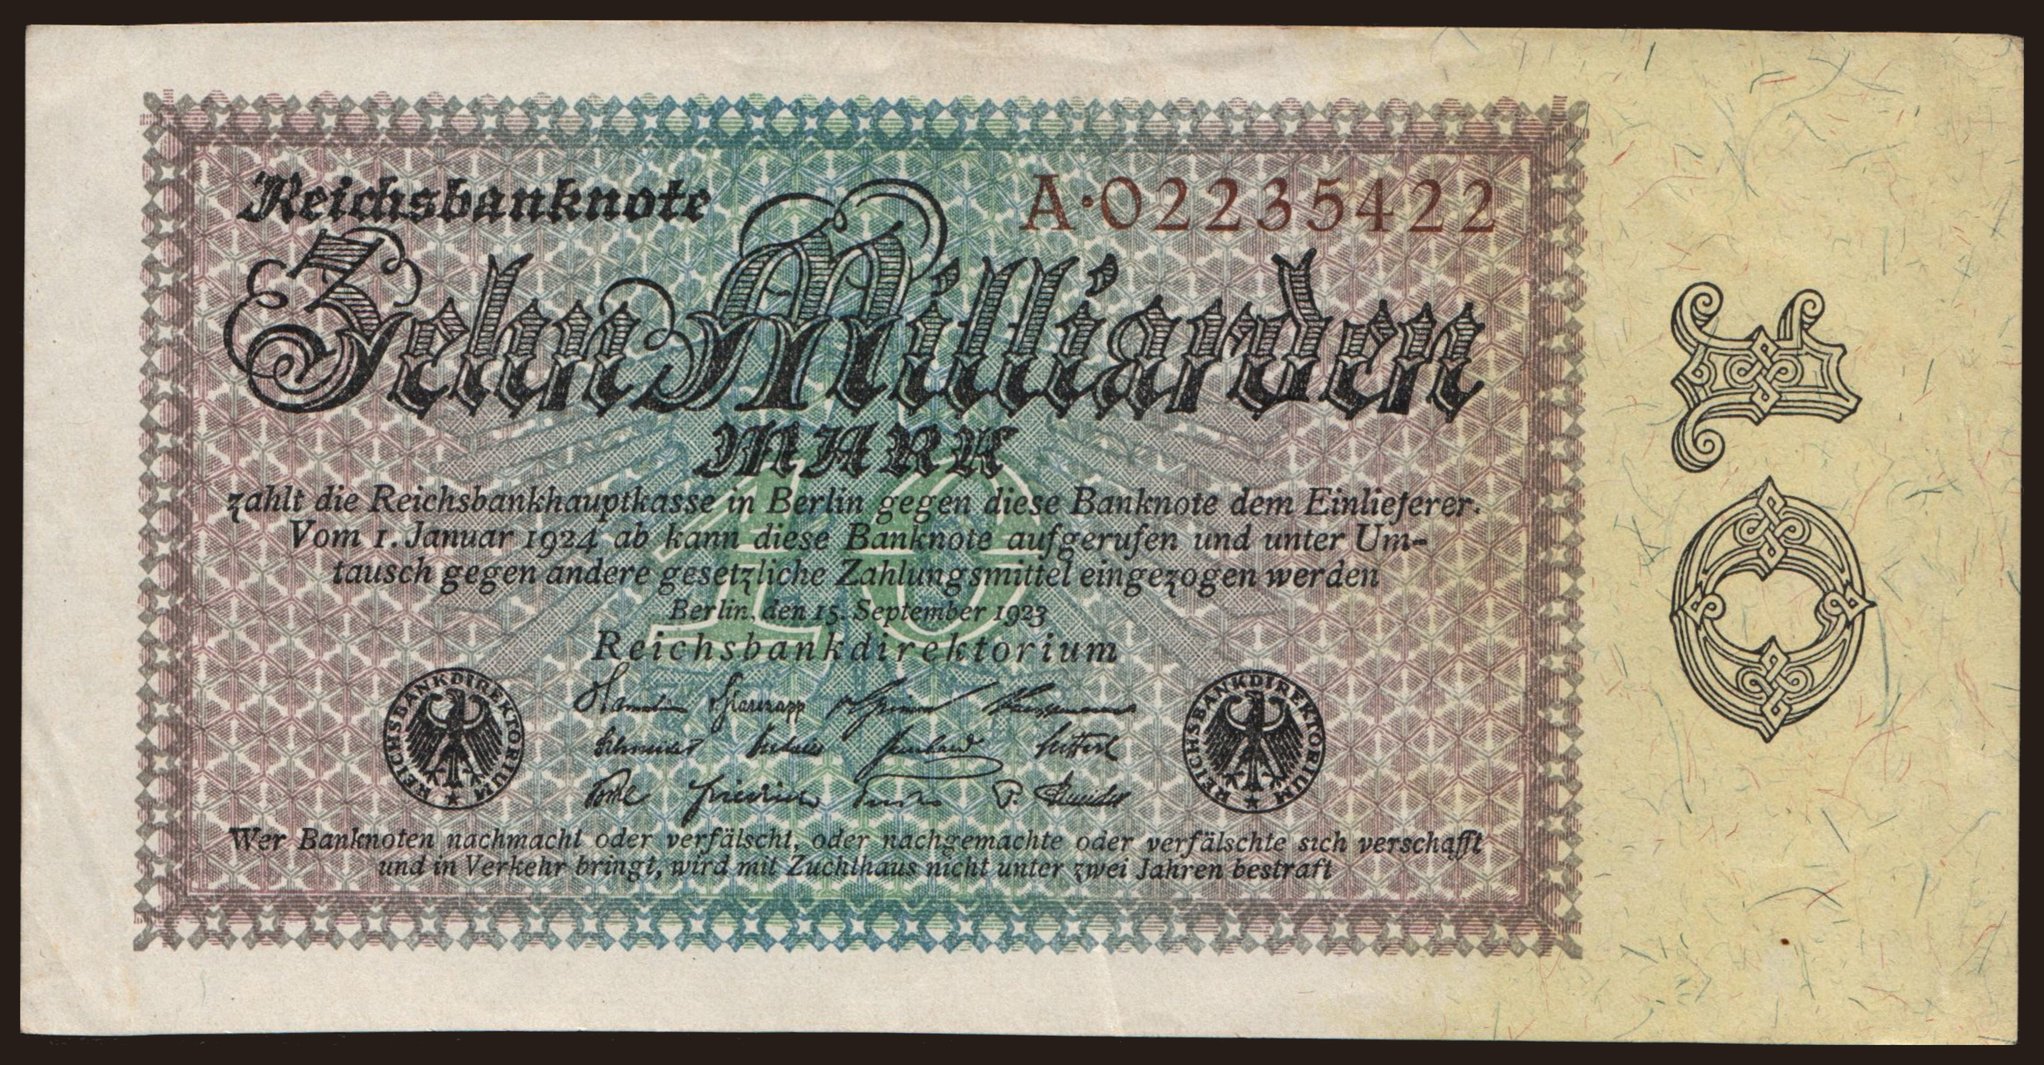 Reichsbanknote
A·02235422
Zehn Milliarden
MARK
10
zahlt die Reichsbankhauptkasse in Berlin gegen diese Banknote dem Einlieferer.
Vom 1. Januar 1924 ab kann diese Banknote aufgerufen und unter Um-
tausch gegen andere gesetzliche Zahlungsmittel eingezogen werden
Berlin, den 15. September 1923
Reichsbankdirektorium
REICHSBANKDIREKTORIUM
REICHSBANKDIREKTORIUM
Wer Banknoten nachmacht oder verfälscht, oder nachgemachte oder verfälschte sich verschafft
und in Verkehr bringt, wird mit Zuchthaus nicht unter zwei Jahren bestraft
10